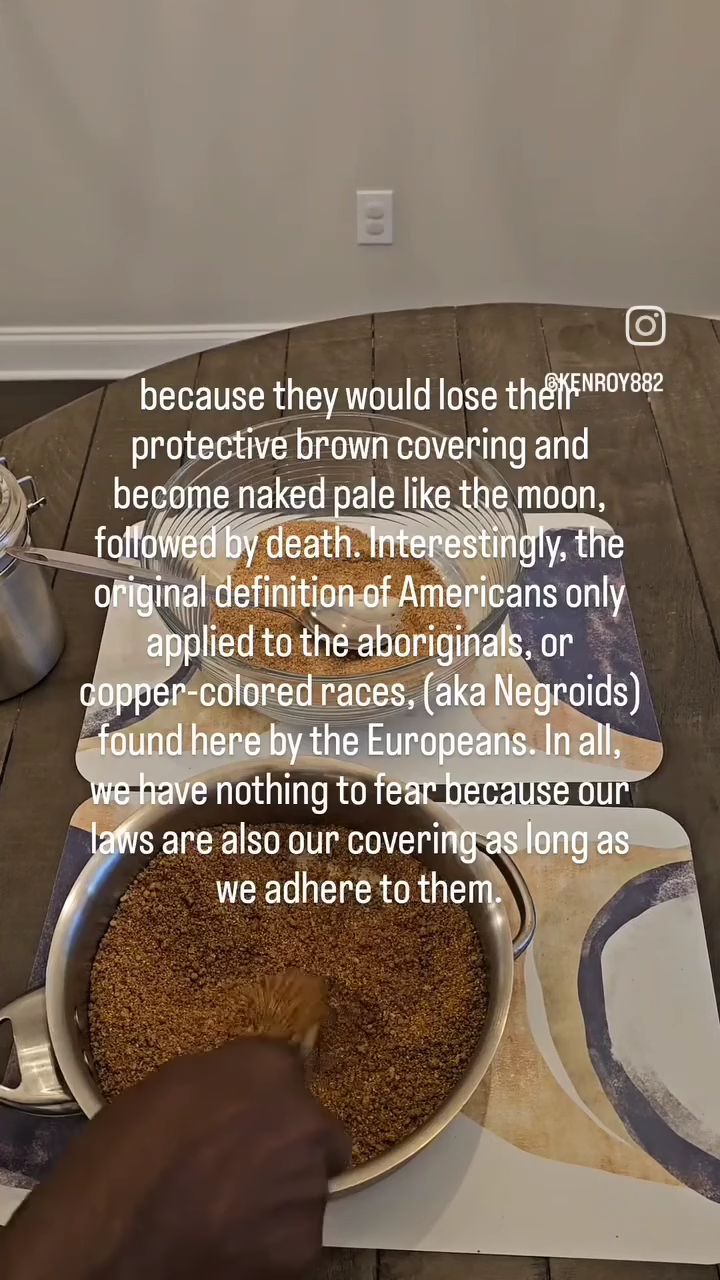 @KENROY882
because they would lose their
protective brown covering and
become naked pale like the moon,
followed by death. Interestingly, the
original definition of Americans only
applied to the aboriginals, or
copper-colored races, (aka Negroids)
found here by the Europeans. In all,
we have nothing to fear because our
laws are also our covering as long as
we adhere to them.